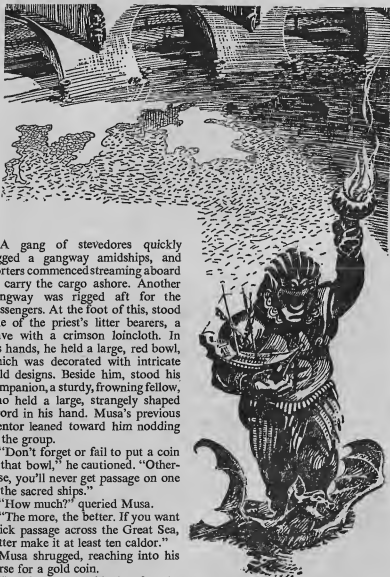 A gang of stevedores quickly
gged a gangway amidships, and
orters commenced streaming aboard
carry the cargo ashore. Another
ngway was rigged aft for the
ssengers. At the foot of this, stood
e of the priest's litter bearers, a
ve with a crimson loincloth. In
s hands, he held a large, red bowl,
hich was decorated with intricate
ld designs. Beside him, stood his
mpanion, a sturdy, frowning fellow,
ho held a large, strangely shaped
ord in his hand. Musa's previous
entor leaned toward him nodding
the group.
"Don't forget or fail to put a coin
that bowl," he cautioned. "Other-
se, you'll never get passage on one
the sacred ships."
"How much?" queried Musa.
"The more, the better. If you want
ick passage across the Great Sea,
tter make it at least ten caldor."
Musa shrugged, reaching into his
rse for a gold coin.